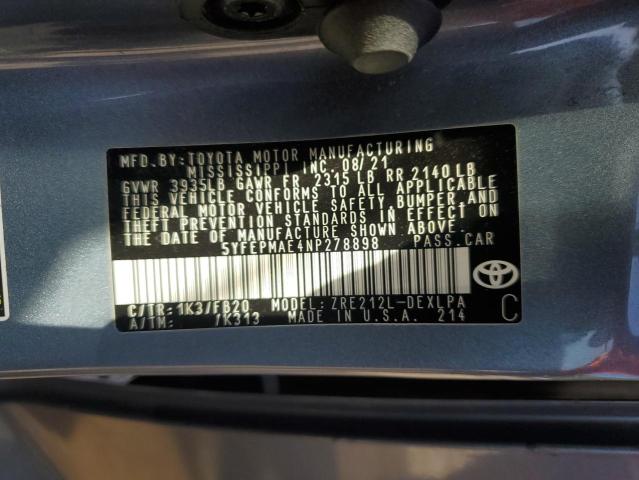 MFD. BY: TOYOTA MOTOR MANUFACTURING
MISSISSIPPI INC. 08/21
GVWR 3935LB GAWR FR 2315 LB RR 2140 LB
THIS VEHICLE CONFORMS TO ALL APPLICABLE
FEDERAL MOTOR VEHICLE SAFETY, BUMPER, AND
THEFT PREVENTION STANDARDS IN EFFECT ON
THE DATE OF MANUFACTURE SHOWN ABOVE.
5YFEPMAE4NP278898 PASS. CAR
C/TR: 1K3/FB20 MODEL: ZRE212L-DEXLPA
A/TM: /K313 MADE IN U.S.A. 214
C